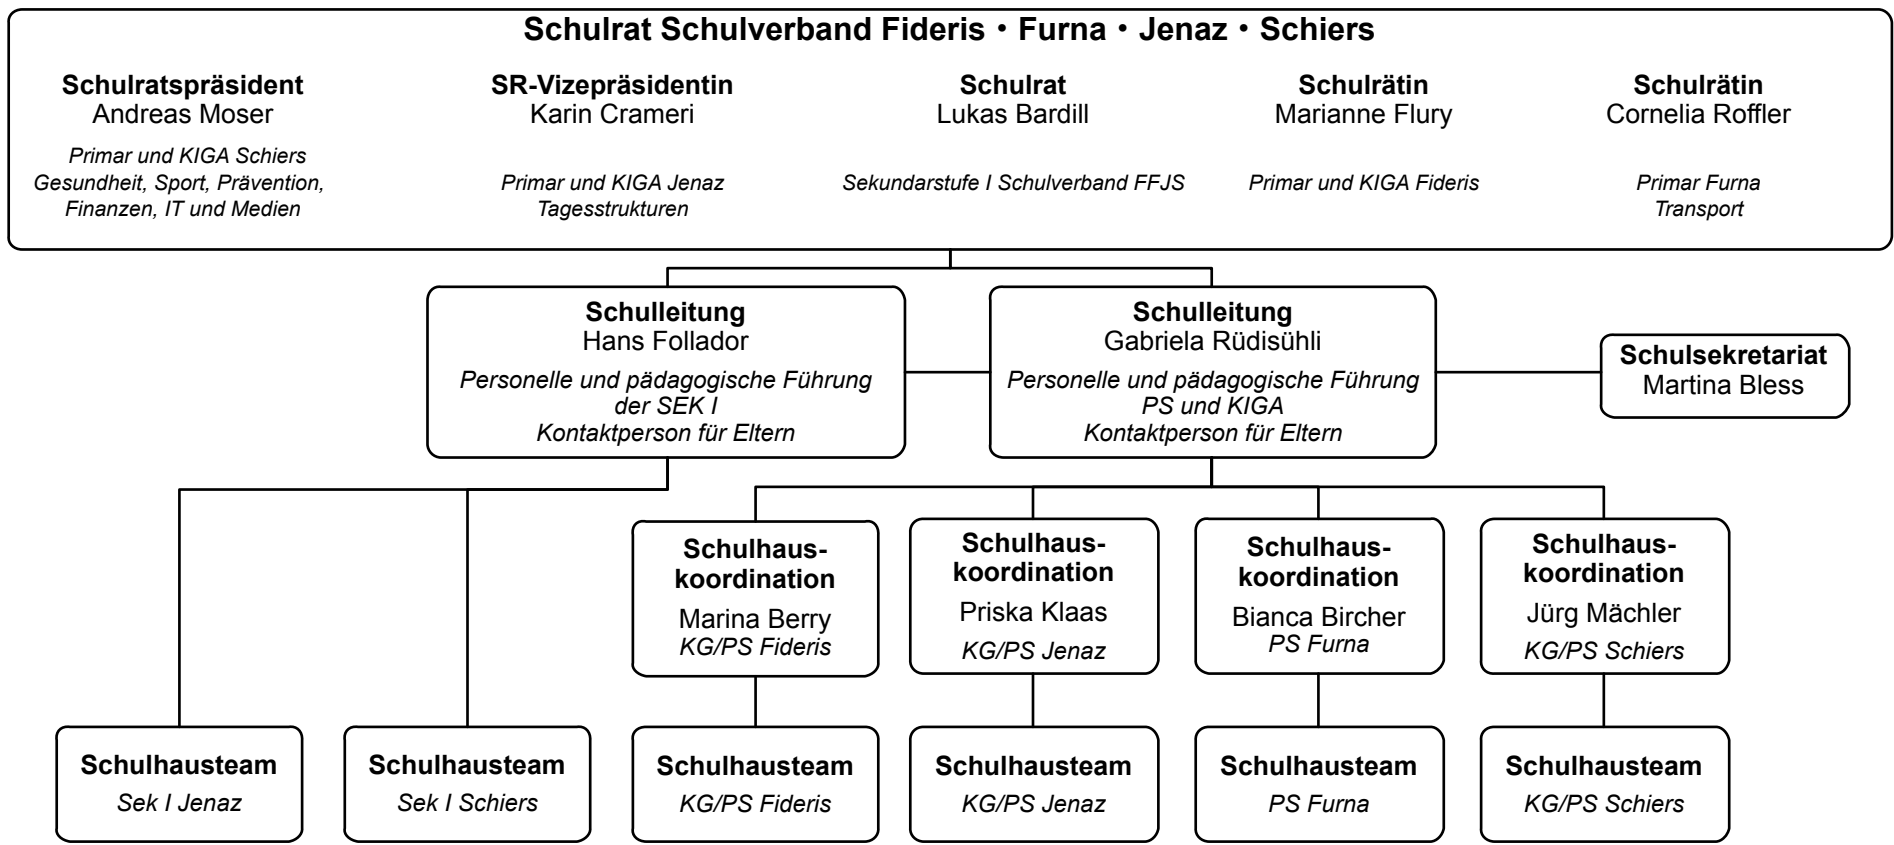 Schulrat Schulverband Fideris • Furna • Jenaz • Schiers
Schulratspräsident
Andreas Moser
Primar und KIGA Schiers
Gesundheit, Sport, Prävention,
Finanzen, IT und Medien
SR-Vizepräsidentin
Karin Crameri
Primar und KIGA Jenaz
Tagesstrukturen
Schulrat
Lukas Bardill
Sekundarstufe I Schulverband FFJS
Schulrätin
Marianne Flury
Primar und KIGA Fideris
Schulrätin
Cornelia Roffler
Primar Furna
Transport
Schulleitung
Hans Follador
Personelle und pädagogische Führung
der SEK I
Kontaktperson für Eltern
Schulleitung
Gabriela Rüdisühli
Personelle und pädagogische Führung
PS und KIGA
Kontaktperson für Eltern
Schulsekretariat
Martina Bless
Schulhaus-
koordination
Marina Berry
KG/PS Fideris
Schulhaus-
koordination
Priska Klaas
KG/PS Jenaz
Schulhaus-
koordination
Bianca Bircher
PS Furna
Schulhaus-
koordination
Jürg Mächler
KG/PS Schiers
Schulhausteam
Sek I Jenaz
Schulhausteam
Sek I Schiers
Schulhausteam
KG/PS Fideris
Schulhausteam
KG/PS Jenaz
Schulhausteam
PS Furna
Schulhausteam
KG/PS Schiers